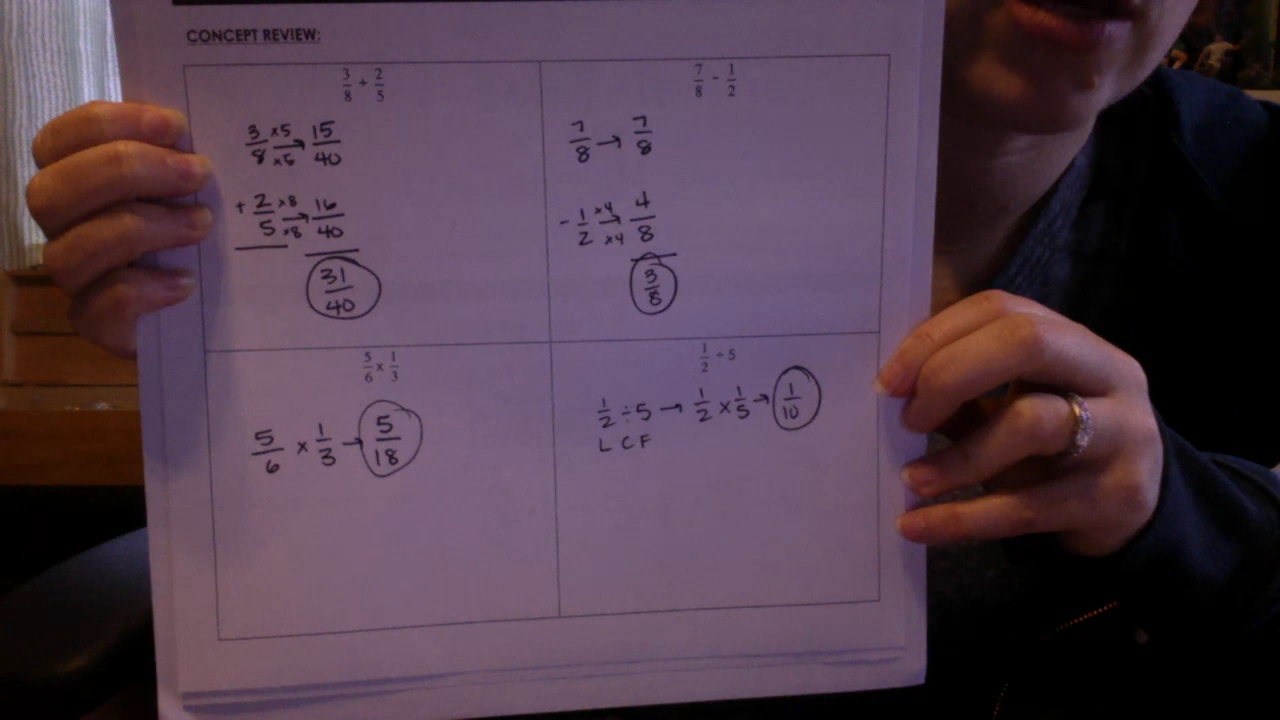 CONCEPT REVIEW:
3/8 + 2/5
3/8 ×5/×5 → 15/40
+ 2/5 ×8/×8 → 16/40
31/40
7/8 - 1/2
7/8 → 7/8
- 1/2 ×4/×4 → 4/8
3/8
5/6 × 1/3
5/6 × 1/3 → 5/18
1/2 ÷ 5
1/2 ÷ 5 → 1/2 × 1/5 → 1/10
L C F